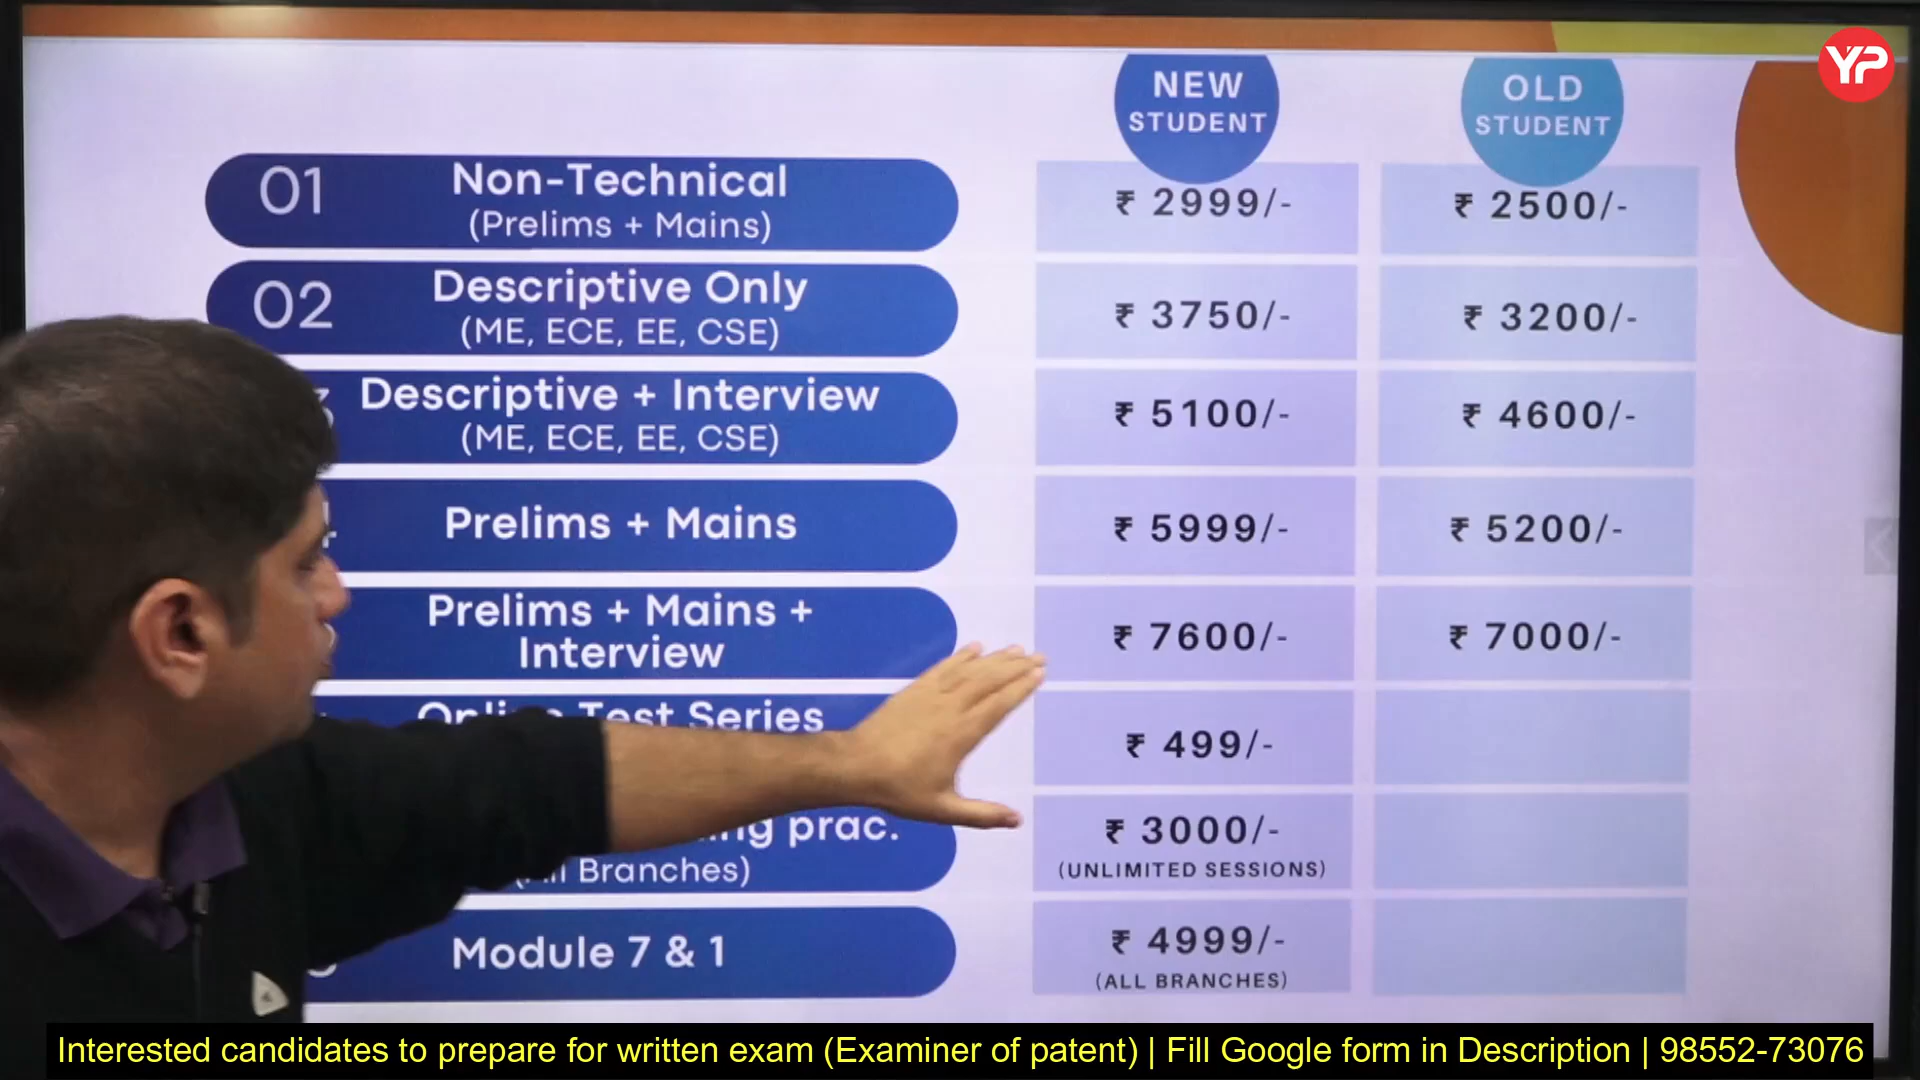 YP
NEW
STUDENT
OLD
STUDENT
01
Non-Technical
(Prelims + Mains)
₹ 2999/-
₹ 2500/-
02
Descriptive Only
(ME, ECE, EE, CSE)
₹ 3750/-
₹ 3200/-
Descriptive + Interview
(ME, ECE, EE, CSE)
₹ 5100/-
₹ 4600/-
Prelims + Mains
₹ 5999/-
₹ 5200/-
Prelims + Mains +
Interview
₹ 7600/-
₹ 7000/-
Test Series
₹ 499/-
prac.
Branches)
₹ 3000/-
(UNLIMITED SESSIONS)
Module 7 & 1
₹ 4999/-
(ALL BRANCHES)
Interested candidates to prepare for written exam (Examiner of patent) | Fill Google form in Description | 98552-73076